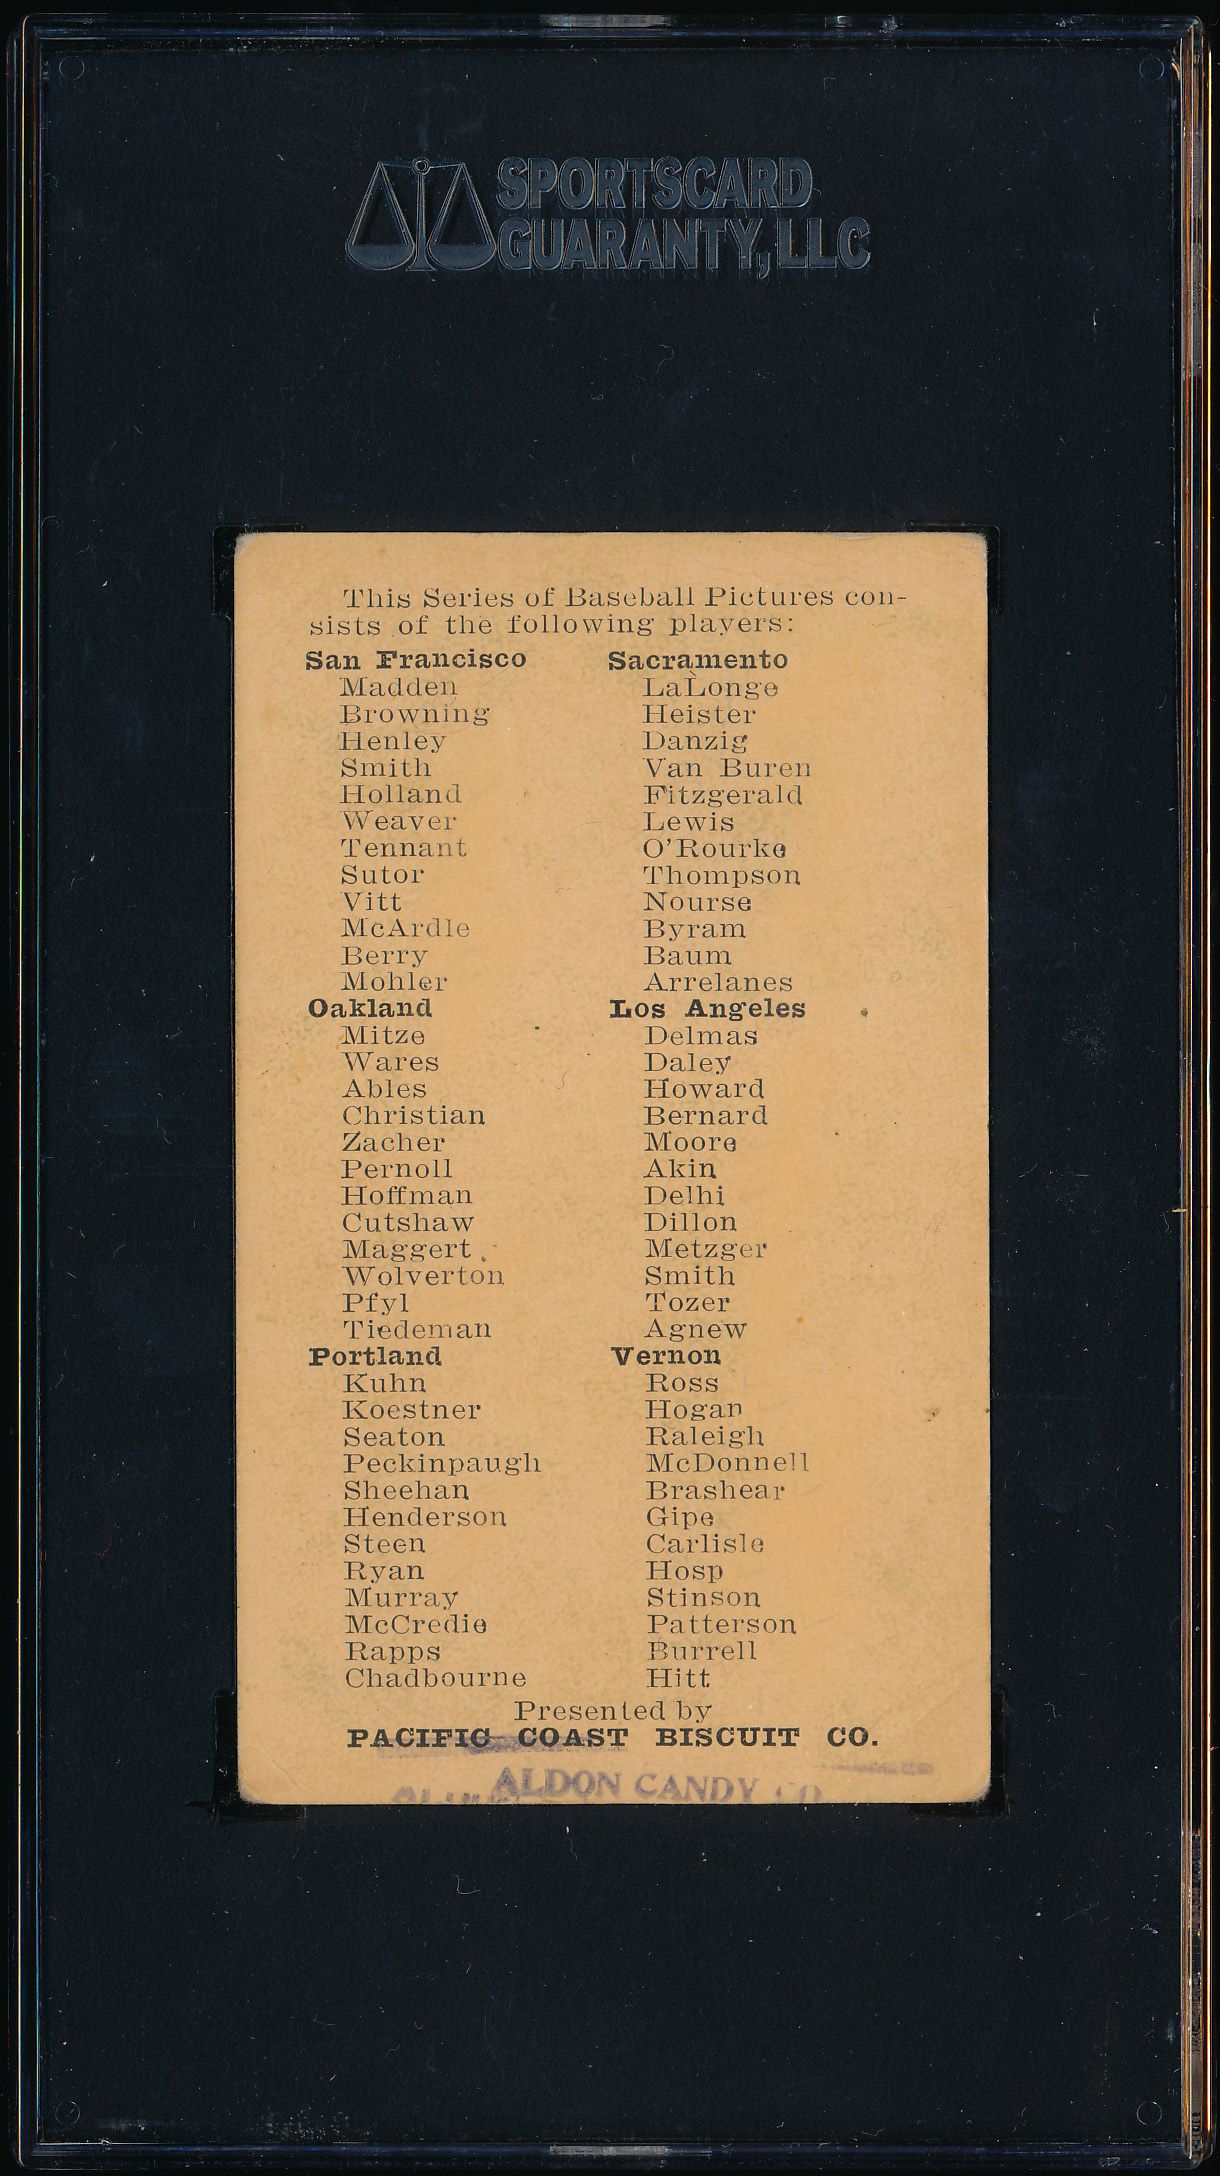 SPORTSCARD
GUARANTY, LLC
This Series of Baseball Pictures con-
sists of the following players:
San Francisco
Madden
Browning
Henley
Smith
Holland
Weaver
Tennant
Sutor
Vitt
McArdle
Berry
Mohler
Oakland
Mitze
Wares
Ables
Christian
Zacher
Pernoll
Hoffman
Cutshaw
Maggert
Wolverton
Pfyl
Tiedeman
Portland
Kuhn
Koestner
Seaton
Peckinpaugh
Sheehan
Henderson
Steen
Ryan
Murray
McCredie
Rapps
Chadbourne
Sacramento
LaLonge
Heister
Danzig
Van Buren
Fitzgerald
Lewis
O'Rourke
Thompson
Nourse
Byram
Baum
Arrelanes
Los Angeles
Delmas
Daley
Howard
Bernard
Moore
Akin
Delhi
Dillon
Metzger
Smith
Tozer
Agnew
Vernon
Ross
Hogan
Raleigh
McDonnell
Brashear
Gipe
Carlisle
Hosp
Stinson
Patterson
Burrell
Hitt
Presented by
PACIFIC COAST BISCUIT CO.
ALDON CANDY